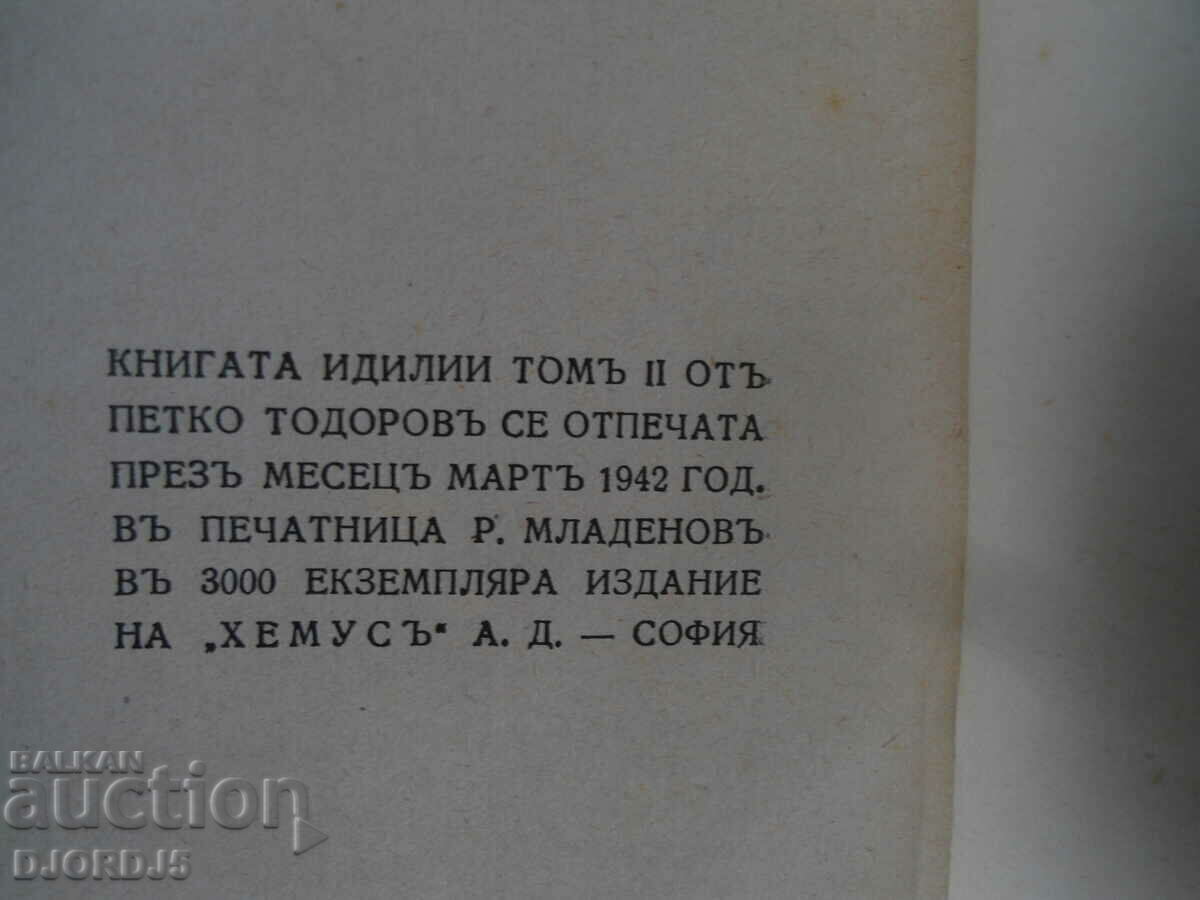 КНИГАТА ИДИЛИИ ТОМЪ II ОТЪ
ПЕТКО ТОДОРОВЪ СЕ ОТПЕЧАТА
ПРЕЗЪ МЕСЕЦЪ МАРТЪ 1942 ГОД.
ВЪ ПЕЧАТНИЦА Р. МЛАДЕНОВЪ
ВЪ 3000 ЕКЗЕМПЛЯРА ИЗДАНИЕ
НА „ХЕМУСЪ“ А. Д. — СОФИЯ
BALKAN
auction
DJORDJ5